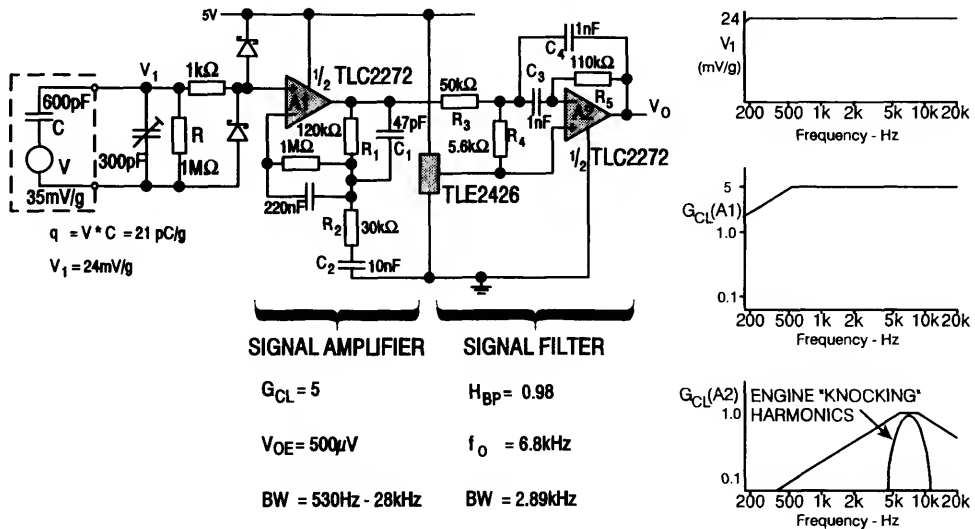 5V
1nF
C4
C3
110kΩ
R5
1nF
V1
1kΩ
1/2 TLC2272
A1
50kΩ
R3
A2
VO
600pF
C
300pF
R
1MΩ
V
35mV/g
120kΩ
R1
47pF
C1
1MΩ
5.6kΩ
R4
1/2 TLC2272
TLE2426
220nF
R2
30kΩ
C2
10nF
q = V * C = 21 pC/g
V1 = 24mV/g
SIGNAL AMPLIFIER
GCL = 5
VOE = 500μV
BW = 530Hz - 28kHz
SIGNAL FILTER
HBP = 0.98
fO = 6.8kHz
BW = 2.89kHz
24
V1
(mV/g)
200 500 1k 2k 5k 10k 20k
Frequency - Hz
5
GCL(A1)
1.0
0.1
200 500 1k 2k 5k 10k 20k
Frequency - Hz
GCL(A2)
1.0
0.1
ENGINE "KNOCKING"
HARMONICS
200 500 1k 2k 5k 10k 20k
Frequency - Hz